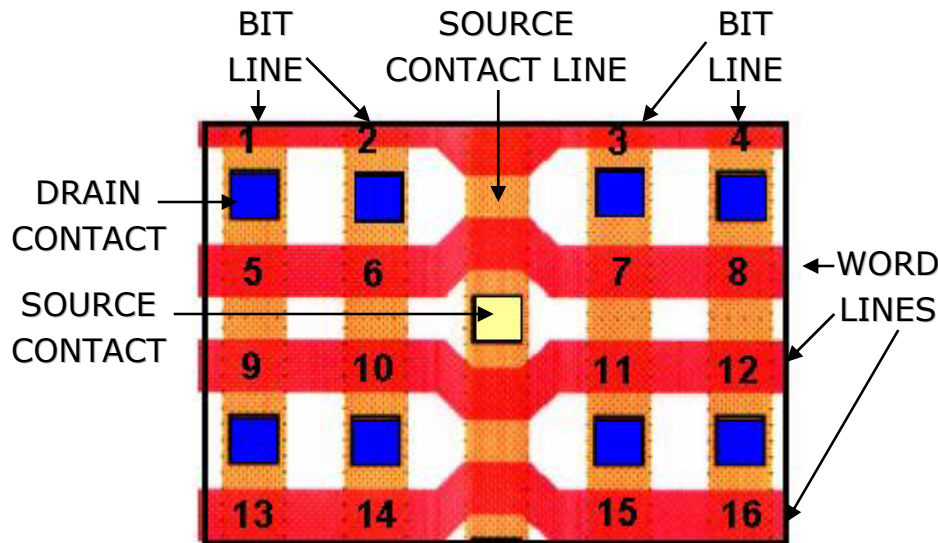 BIT
LINE
SOURCE
CONTACT LINE
BIT
LINE
1 2 3 4
DRAIN
CONTACT
5 6 7 8
WORD
LINES
SOURCE
CONTACT
9 10 11 12
13 14 15 16